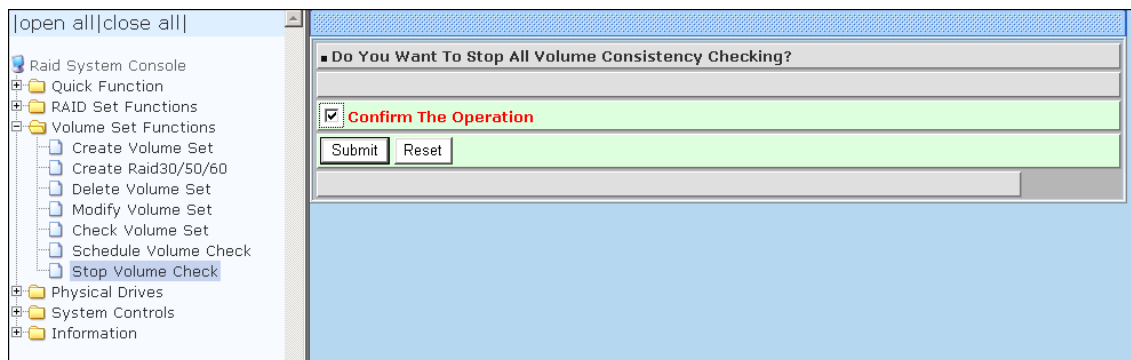 |open all|close all|
Raid System Console
Quick Function
RAID Set Functions
Volume Set Functions
Create Volume Set
Create Raid30/50/60
Delete Volume Set
Modify Volume Set
Check Volume Set
Schedule Volume Check
Stop Volume Check
Physical Drives
System Controls
Information
Do You Want To Stop All Volume Consistency Checking?
Confirm The Operation
Submit Reset